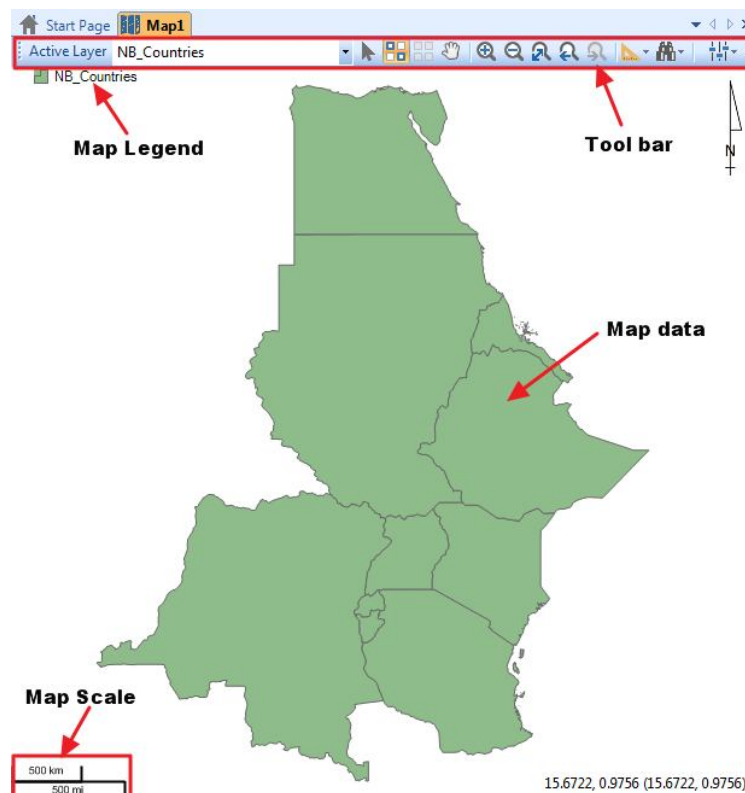 Start Page Map1
Active Layer NB_Countries
NB_Countries
Map Legend
Tool bar
N
Map data
Map Scale
500 km
500 mi
15.6722, 0.9756 (15.6722, 0.9756)